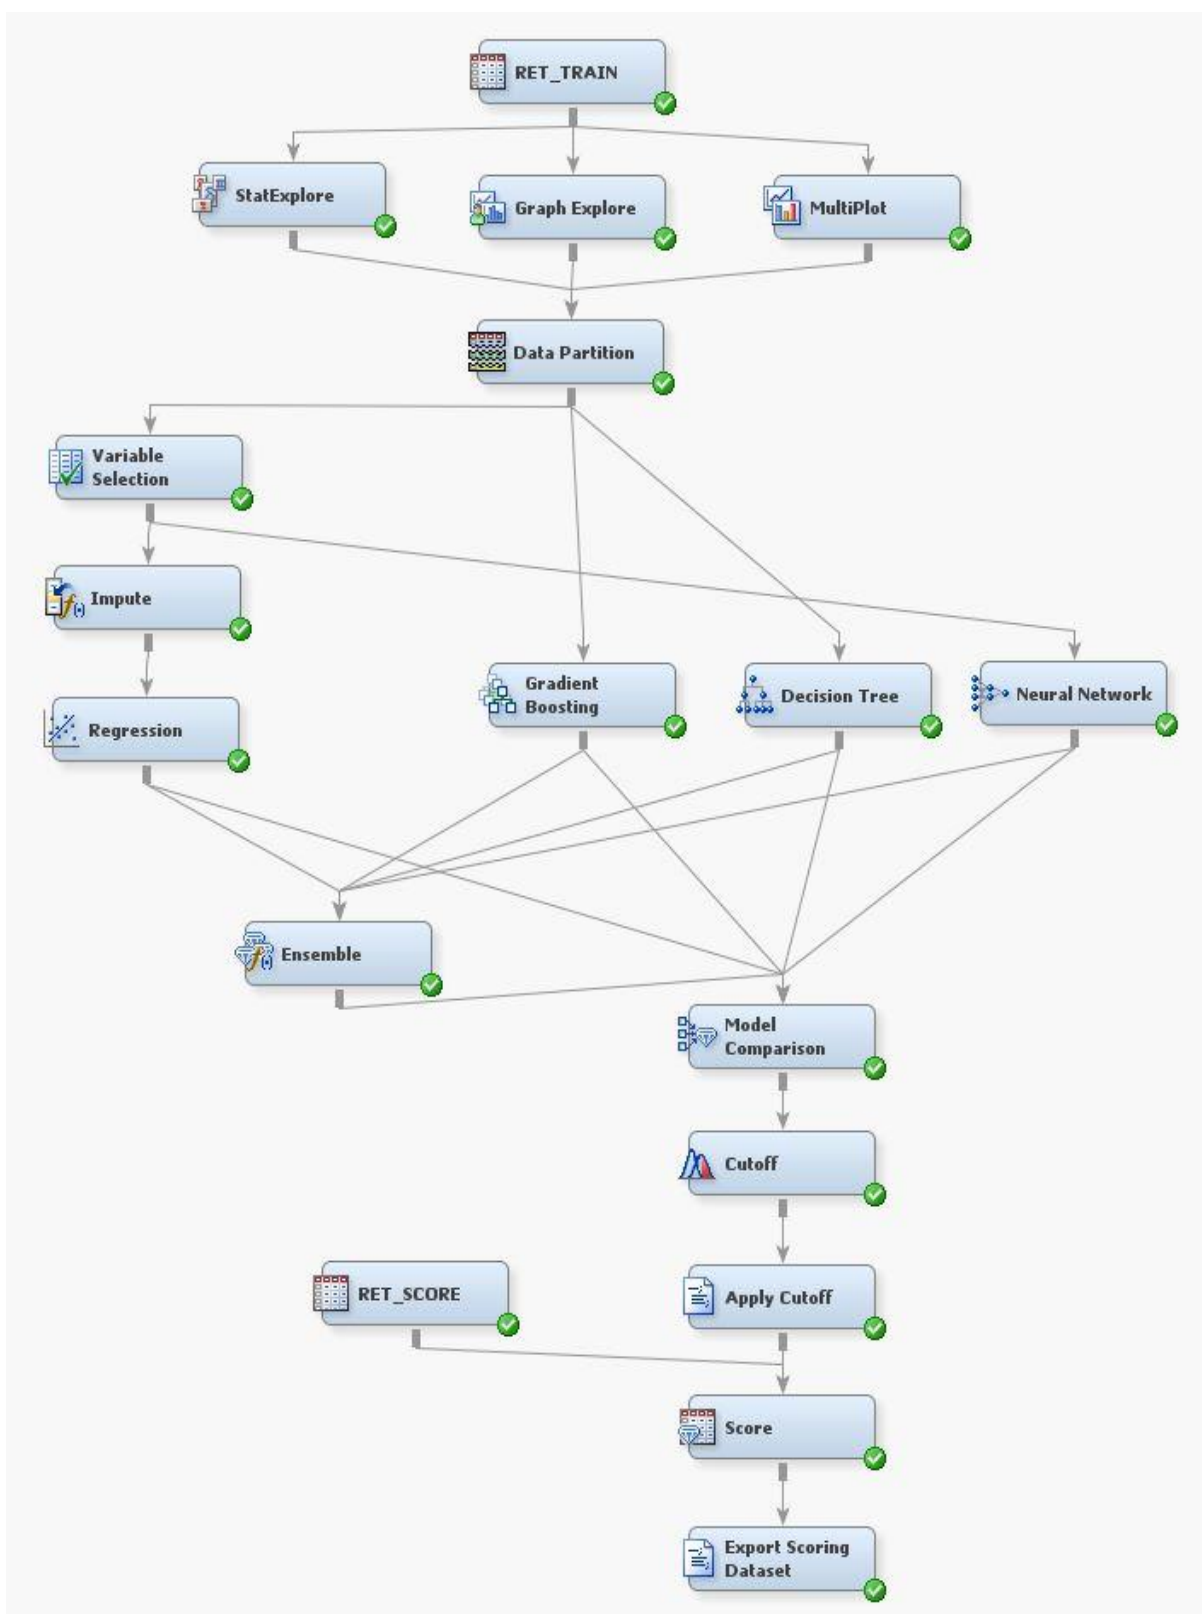 RET_TRAIN
StatExplore
Graph Explore
MultiPlot
Data Partition
Variable
Selection
Impute
Regression
Gradient
Boosting
Decision Tree
Neural Network
Ensemble
Model
Comparison
Cutoff
RET_SCORE
Apply Cutoff
Score
Export Scoring
Dataset